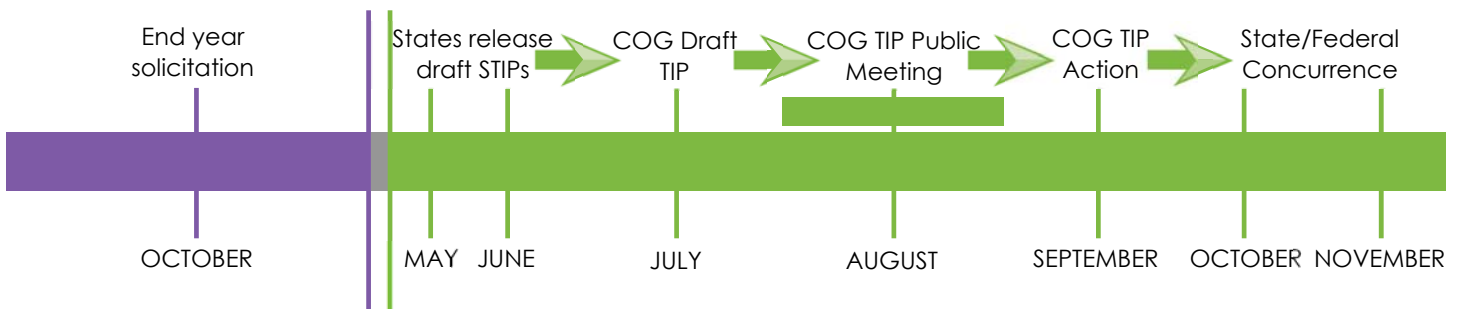 End year
solicitation
States release
draft STIPs
COG Draft
TIP
COG TIP Public
Meeting
COG TIP
Action
State/Federal
Concurrence
OCTOBER
MAY
JUNE
JULY
AUGUST
SEPTEMBER
OCTOBER
NOVEMBER